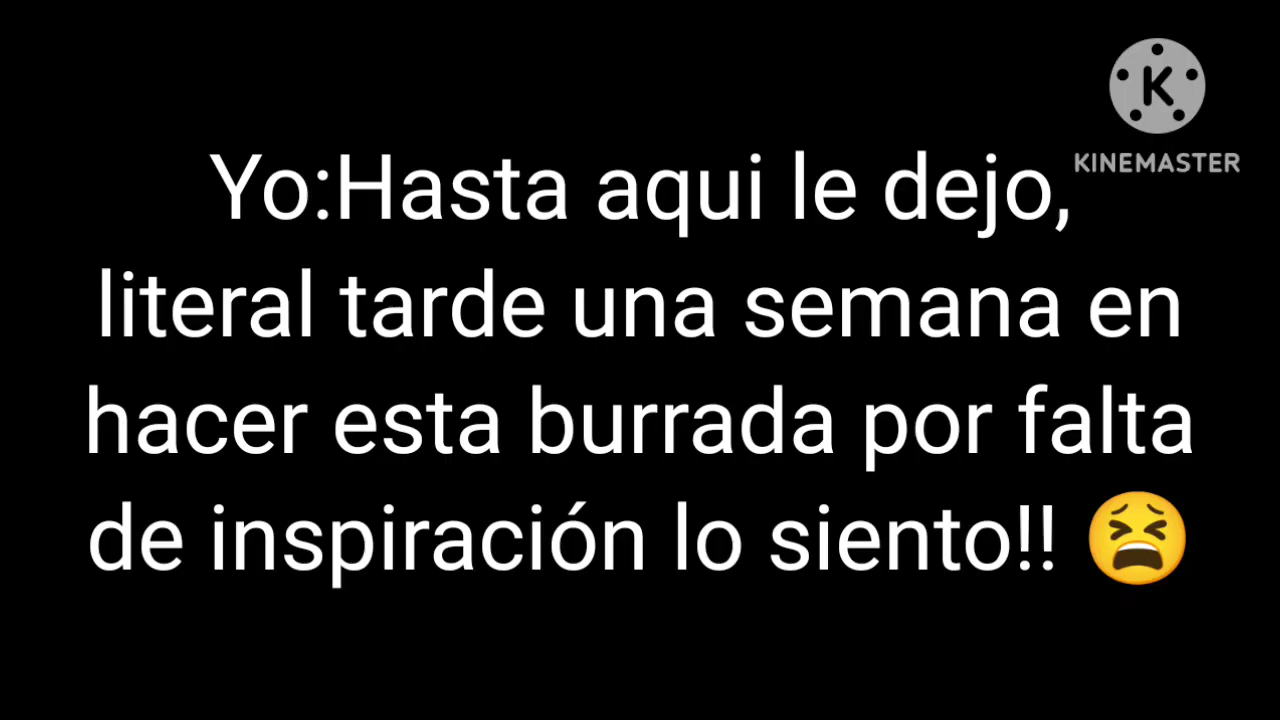 K
KINEMASTER
Yo:Hasta aqui le dejo,
literal tarde una semana en
hacer esta burrada por falta
de inspiración lo siento!! 😫